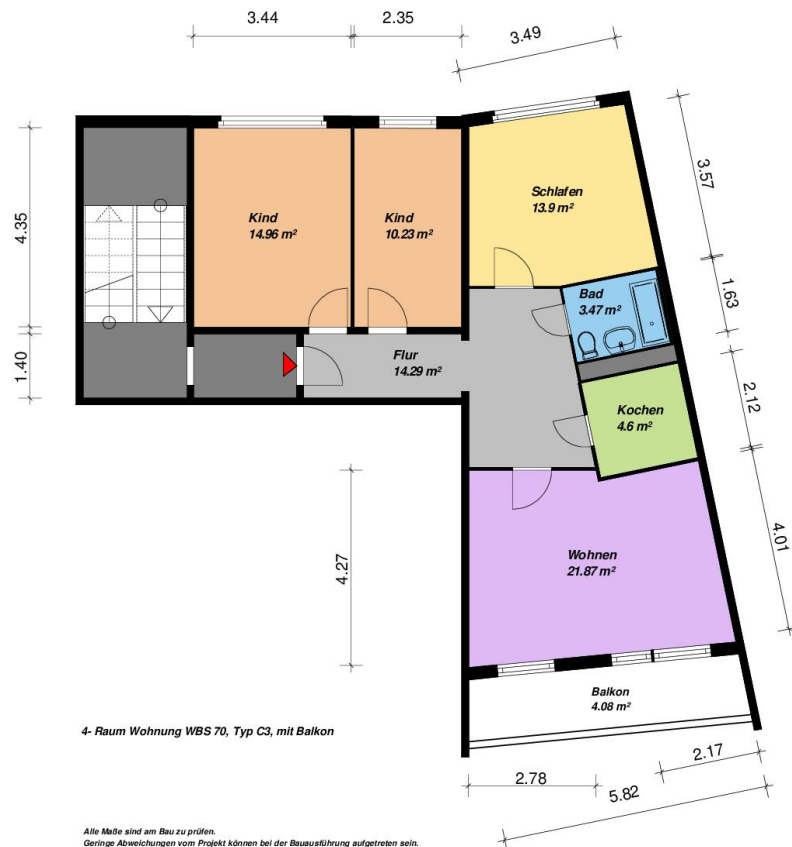 3.44
2.35
3.49
3.57
4.35
Schlafen
13.9 m²
Kind
14.96 m²
Kind
10.23 m²
1.63
Bad
3.47 m²
1.40
Flur
14.29 m²
2.12
Kochen
4.6 m²
4.27
4.01
Wohnen
21.87 m²
Balkon
4.08 m²
4- Raum Wohnung WBS 70, Typ C3, mit Balkon
2.78
2.17
5.82
Alle Maße sind am Bau zu prüfen.
Geringe Abweichungen vom Projekt können bei der Bauausführung aufgetreten sein.